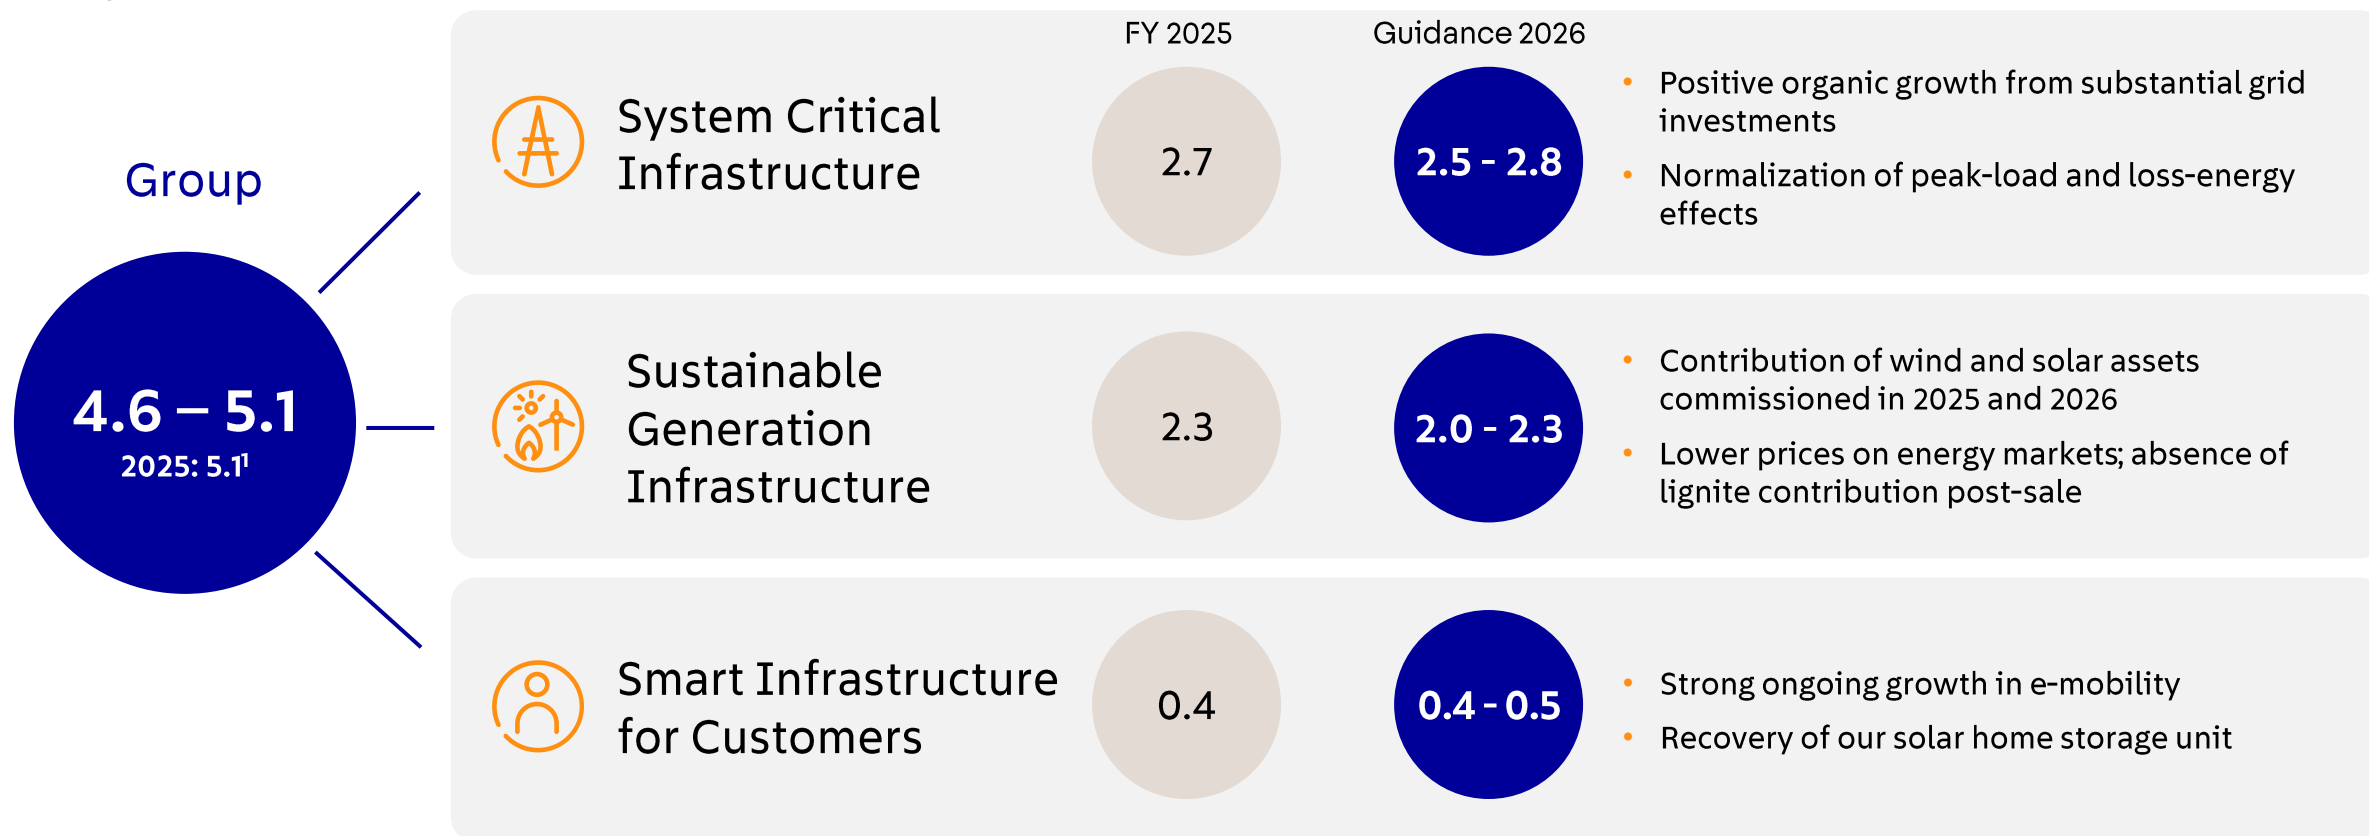 Group
4.6 – 5.1
2025: 5.1¹
FY 2025
Guidance 2026
System Critical
Infrastructure
2.7
2.5 - 2.8
• Positive organic growth from substantial grid
investments
• Normalization of peak-load and loss-energy
effects
Sustainable
Generation
Infrastructure
2.3
2.0 - 2.3
• Contribution of wind and solar assets
commissioned in 2025 and 2026
• Lower prices on energy markets; absence of
lignite contribution post-sale
Smart Infrastructure
for Customers
0.4
0.4 - 0.5
• Strong ongoing growth in e-mobility
• Recovery of our solar home storage unit